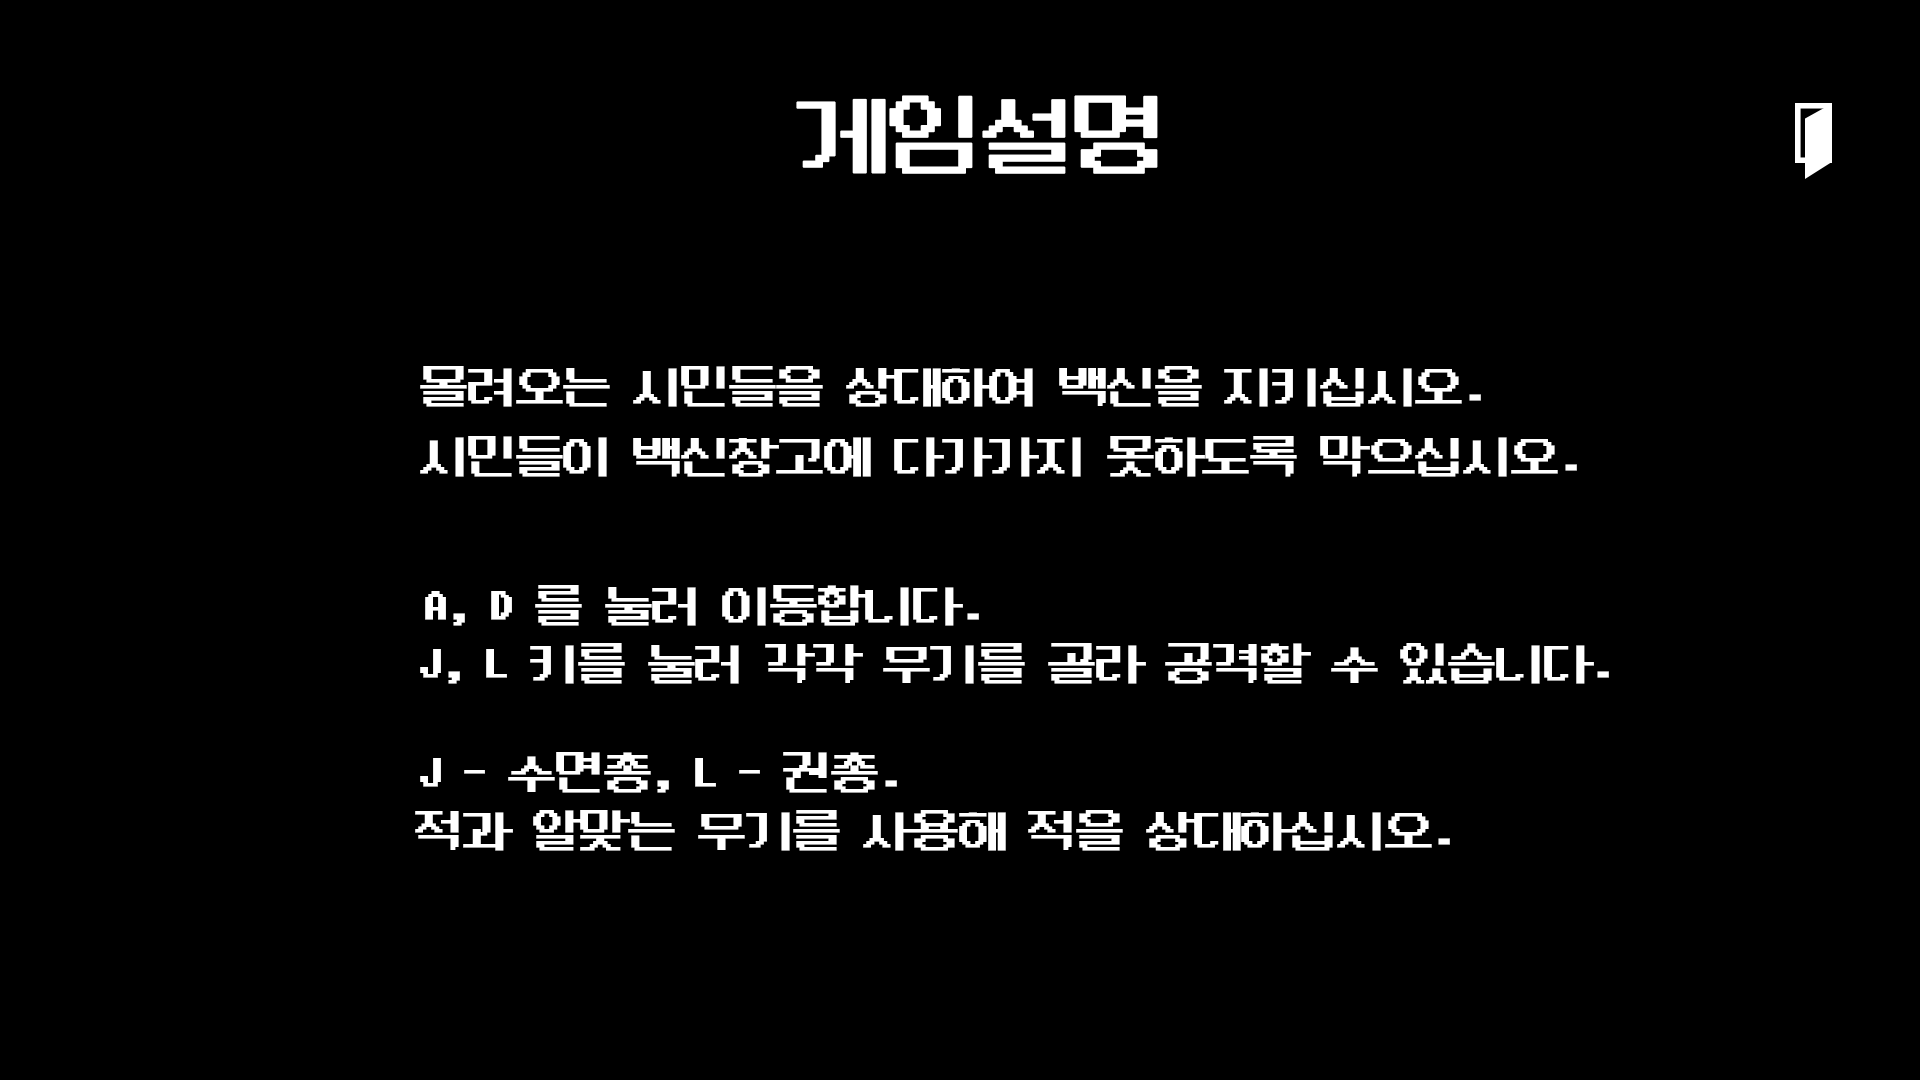 게임설명
몰려오는 시민들을 상대하여 백신을 지키십시오.
시민들이 백신창고에 다가가지 못하도록 막으십시오.
A, D 를 눌러 이동합니다.
J, L 키를 눌러 각각 무기를 골라 공격할 수 있습니다.
J - 수면총, L - 권총.
적과 알맞는 무기를 사용해 적을 상대하십시오.